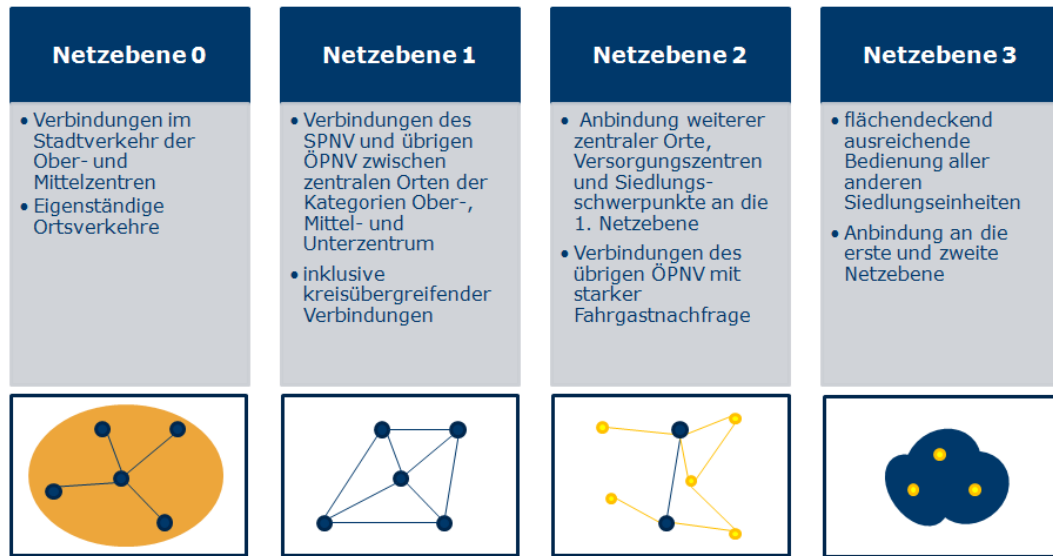 Netzebene 0
• Verbindungen im
Stadtverkehr der
Ober- und
Mittelzentren
• Eigenständige
Ortsverkehre
Netzebene 1
• Verbindungen des
SPNV und übrigen
ÖPNV zwischen
zentralen Orten der
Kategorien Ober-,
Mittel- und
Unterzentrum
• inklusive
kreisübergreifender
Verbindungen
Netzebene 2
• Anbindung weiterer
zentraler Orte,
Versorgungszentren
und Siedlungs-
schwerpunkte an die
1. Netzebene
• Verbindungen des
übrigen ÖPNV mit
starker
Fahrgastnachfrage
Netzebene 3
• flächendeckend
ausreichende
Bedienung aller
anderen
Siedlungseinheiten
• Anbindung an die
erste und zweite
Netzebene